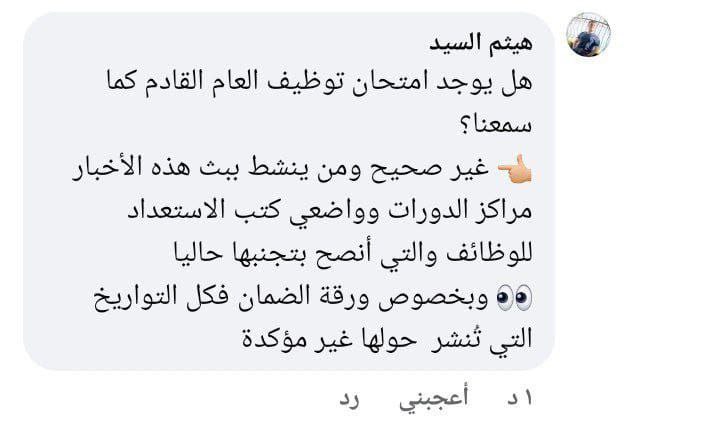 هيثم السيد
هل يوجد امتحان توظيف العام القادم كما
سمعنا؟
👈🏼 غير صحيح ومن ينشط ببث هذه الأخبار
مراكز الدورات وواضعي كتب الاستعداد
للوظائف والتي أنصح بتجنبها حاليا
👀 وبخصوص ورقة الضمان فكل التواريخ
التي تُنشر حولها غير مؤكدة
١ د أعجبني رد